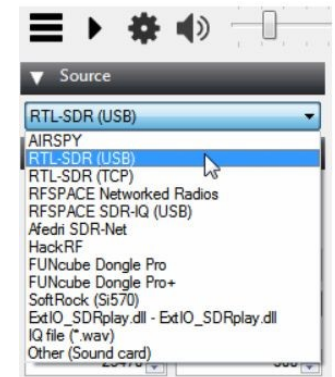 Source
RTL-SDR (USB)
AIRSPY
RTL-SDR (USB)
RTL-SDR (TCP)
RFSPACE Networked Radios
RFSPACE SDR-IQ (USB)
Afedri SDR-Net
HackRF
FUNcube Dongle Pro
FUNcube Dongle Pro+
SoftRock (Si570)
ExtIO_SDRplay.dll - ExtIO_SDRplay.dll
IQ file (*.wav)
Other (Sound card)